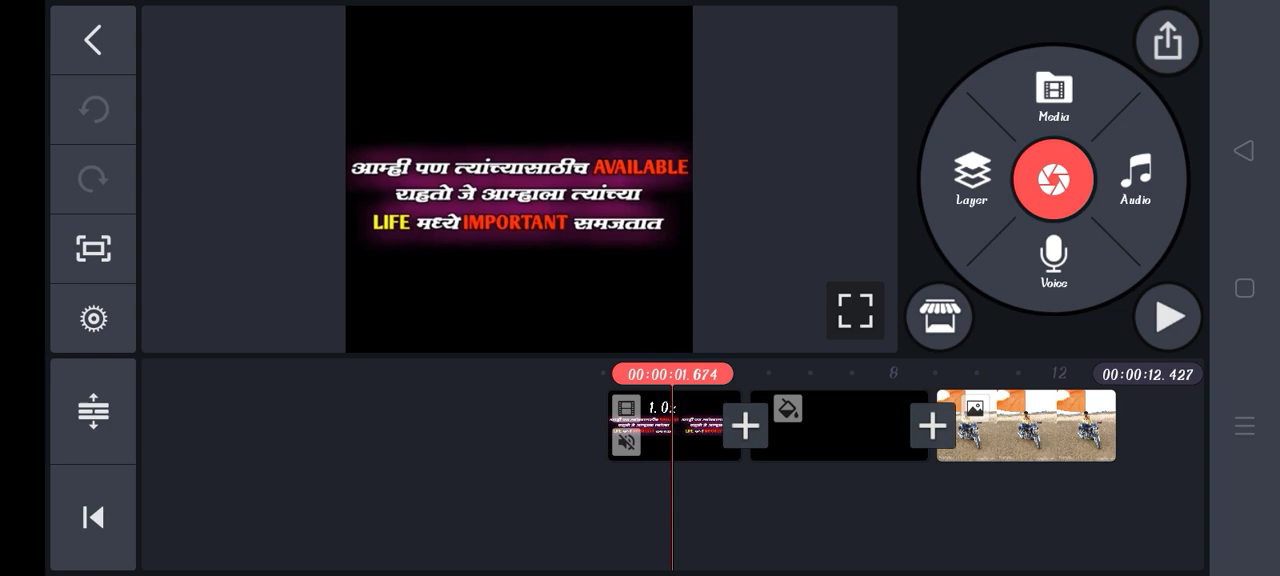 आम्ही पण त्यांच्यासाठीच AVAILABLE
राहतो जे आम्हाला त्यांच्या
LIFE मध्ये IMPORTANT समजतात
Media
Layer
Audio
Voice
00:00:01.674
8
12
00:00:12.427
1.0x